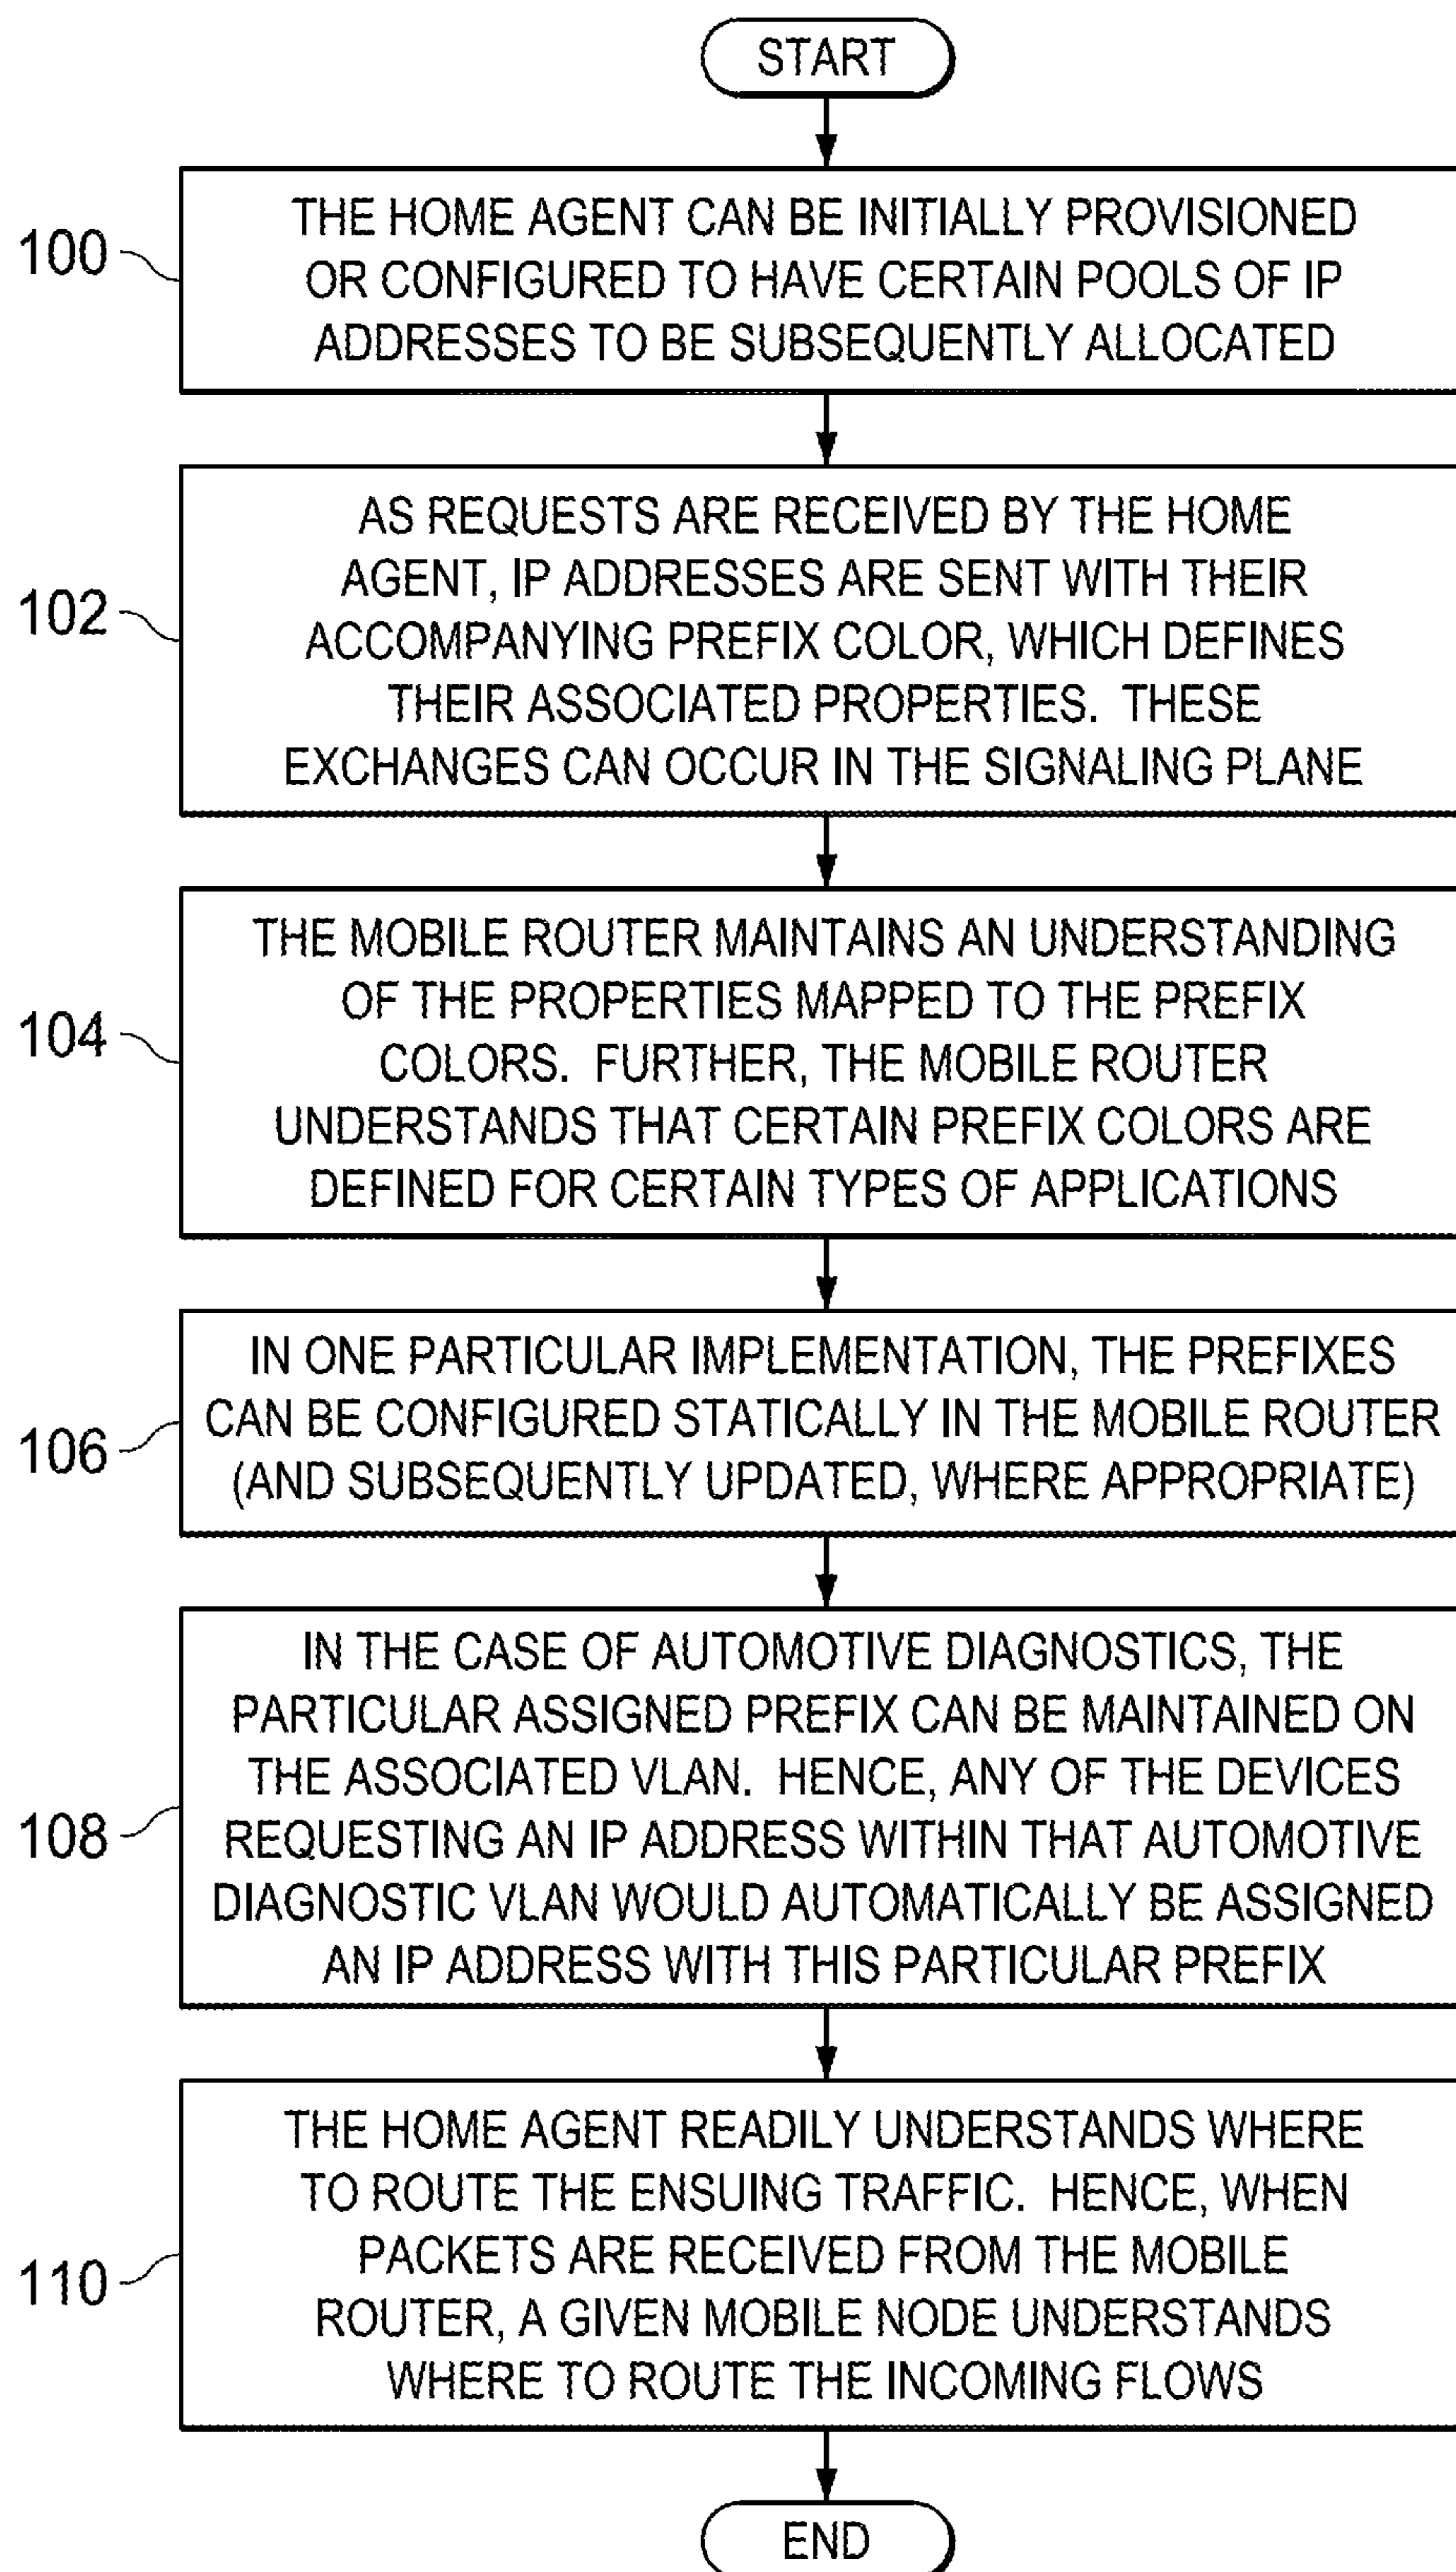 START
100
THE HOME AGENT CAN BE INITIALLY PROVISIONED
OR CONFIGURED TO HAVE CERTAIN POOLS OF IP
ADDRESSES TO BE SUBSEQUENTLY ALLOCATED
102
AS REQUESTS ARE RECEIVED BY THE HOME
AGENT, IP ADDRESSES ARE SENT WITH THEIR
ACCOMPANYING PREFIX COLOR, WHICH DEFINES
THEIR ASSOCIATED PROPERTIES. THESE
EXCHANGES CAN OCCUR IN THE SIGNALING PLANE
104
THE MOBILE ROUTER MAINTAINS AN UNDERSTANDING
OF THE PROPERTIES MAPPED TO THE PREFIX
COLORS. FURTHER, THE MOBILE ROUTER
UNDERSTANDS THAT CERTAIN PREFIX COLORS ARE
DEFINED FOR CERTAIN TYPES OF APPLICATIONS
106
IN ONE PARTICULAR IMPLEMENTATION, THE PREFIXES
CAN BE CONFIGURED STATICALLY IN THE MOBILE ROUTER
(AND SUBSEQUENTLY UPDATED, WHERE APPROPRIATE)
108
IN THE CASE OF AUTOMOTIVE DIAGNOSTICS, THE
PARTICULAR ASSIGNED PREFIX CAN BE MAINTAINED ON
THE ASSOCIATED VLAN. HENCE, ANY OF THE DEVICES
REQUESTING AN IP ADDRESS WITHIN THAT AUTOMOTIVE
DIAGNOSTIC VLAN WOULD AUTOMATICALLY BE ASSIGNED
AN IP ADDRESS WITH THIS PARTICULAR PREFIX
110
THE HOME AGENT READILY UNDERSTANDS WHERE
TO ROUTE THE ENSUING TRAFFIC. HENCE, WHEN
PACKETS ARE RECEIVED FROM THE MOBILE
ROUTER, A GIVEN MOBILE NODE UNDERSTANDS
WHERE TO ROUTE THE INCOMING FLOWS
END